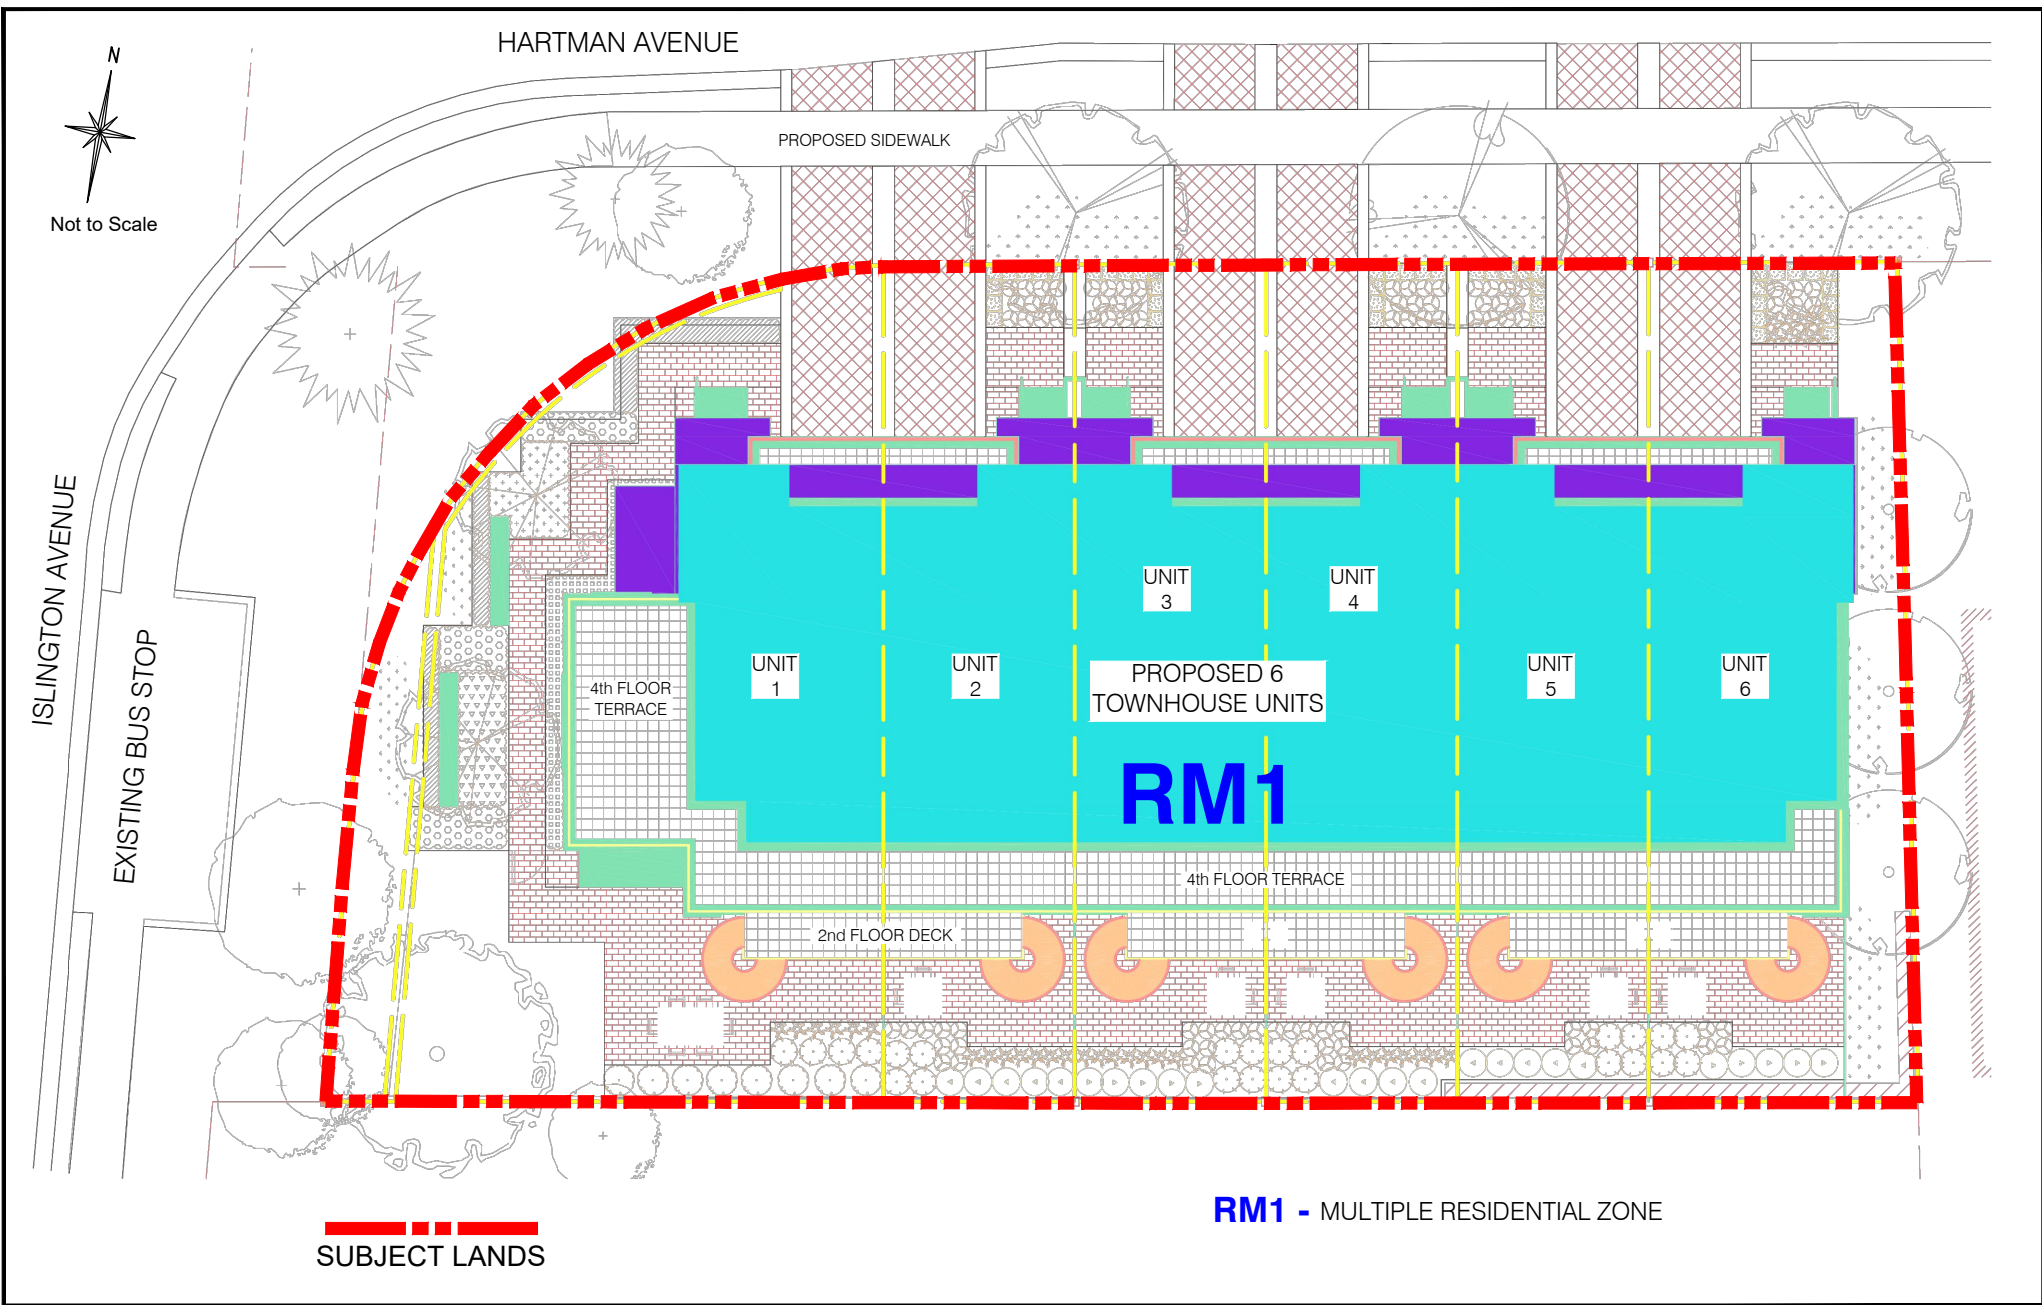 HARTMAN AVENUE
N
Not to Scale
PROPOSED SIDEWALK
ISLINGTON AVENUE
EXISTING BUS STOP
UNIT
3
UNIT
4
UNIT
1
UNIT
2
UNIT
5
UNIT
6
PROPOSED 6
TOWNHOUSE UNITS
RM1
4th FLOOR
TERRACE
4th FLOOR TERRACE
2nd FLOOR DECK
RM1 - MULTIPLE RESIDENTIAL ZONE
SUBJECT LANDS